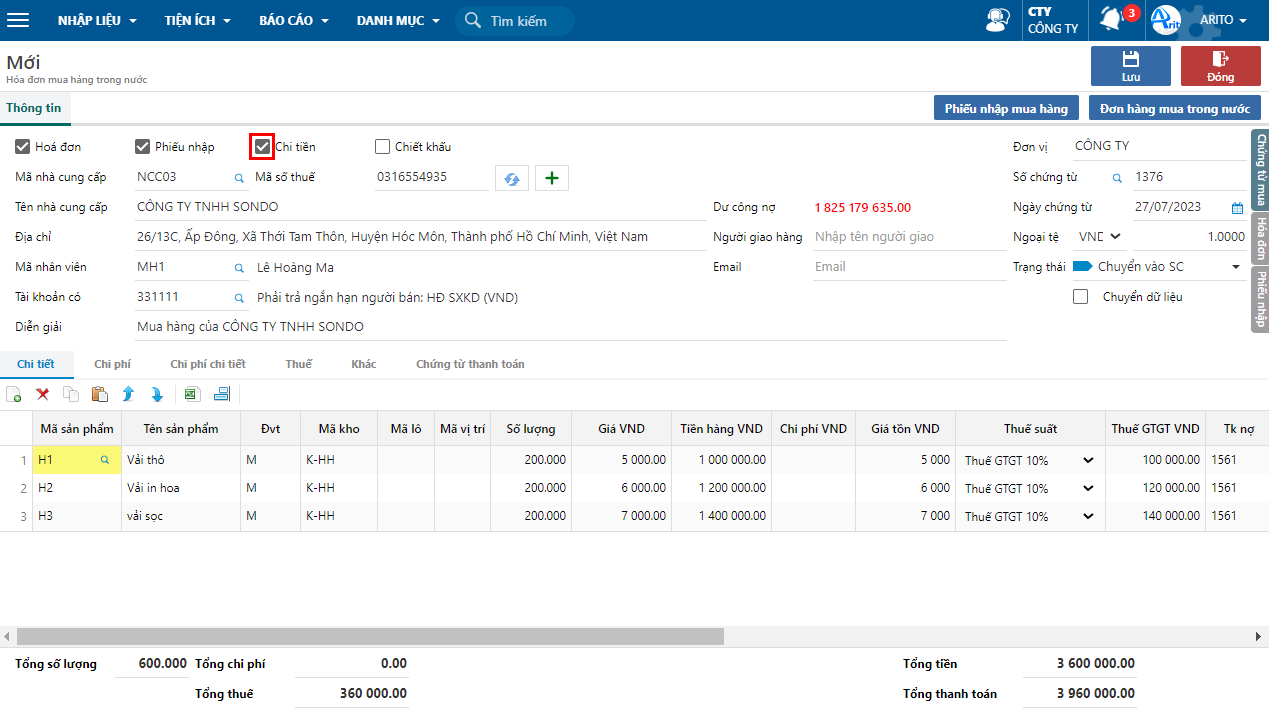 NHẬP LIỆU TIỆN ÍCH BÁO CÁO DANH MỤC Tìm kiếm CTY CÔNG TY 3 Arito ARITO
Mới
Hóa đơn mua hàng trong nước
Lưu Đóng
Thông tin Phiếu nhập mua hàng Đơn hàng mua trong nước
Hoá đơn Phiếu nhập Chi tiền Chiết khấu Đơn vị CÔNG TY
Mã nhà cung cấp NCC03 Mã số thuế 0316554935 Số chứng từ 1376
Tên nhà cung cấp CÔNG TY TNHH SONDO Dư công nợ 1 825 179 635.00 Ngày chứng từ 27/07/2023
Địa chỉ 26/13C, Ấp Đông, Xã Thới Tam Thôn, Huyện Hóc Môn, Thành phố Hồ Chí Minh, Việt Nam Người giao hàng Nhập tên người giao Ngoại tệ VND 1.0000
Mã nhân viên MH1 Lê Hoàng Ma Email Email Trạng thái Chuyển vào SC
Tài khoản có 331111 Phải trả ngắn hạn người bán: HĐ SXKD (VND) Chuyển dữ liệu
Diễn giải Mua hàng của CÔNG TY TNHH SONDO
Chứng từ mua
Hóa đơn
Phiếu nhập
Chi tiết Chi phí Chi phí chi tiết Thuế Khác Chứng từ thanh toán
Mã sản phẩm Tên sản phẩm Đvt Mã kho Mã lô Mã vị trí Số lượng Giá VND Tiền hàng VND Chi phí VND Giá tồn VND Thuế suất Thuế GTGT VND Tk nợ
1 H1 Vải thô M K-HH 200.000 5 000.00 1 000 000.00 5 000 Thuế GTGT 10% 100 000.00 1561
2 H2 Vải in hoa M K-HH 200.000 6 000.00 1 200 000.00 6 000 Thuế GTGT 10% 120 000.00 1561
3 H3 vải sọc M K-HH 200.000 7 000.00 1 400 000.00 7 000 Thuế GTGT 10% 140 000.00 1561
Tổng số lượng 600.000 Tổng chi phí 0.00 Tổng tiền 3 600 000.00
Tổng thuế 360 000.00 Tổng thanh toán 3 960 000.00